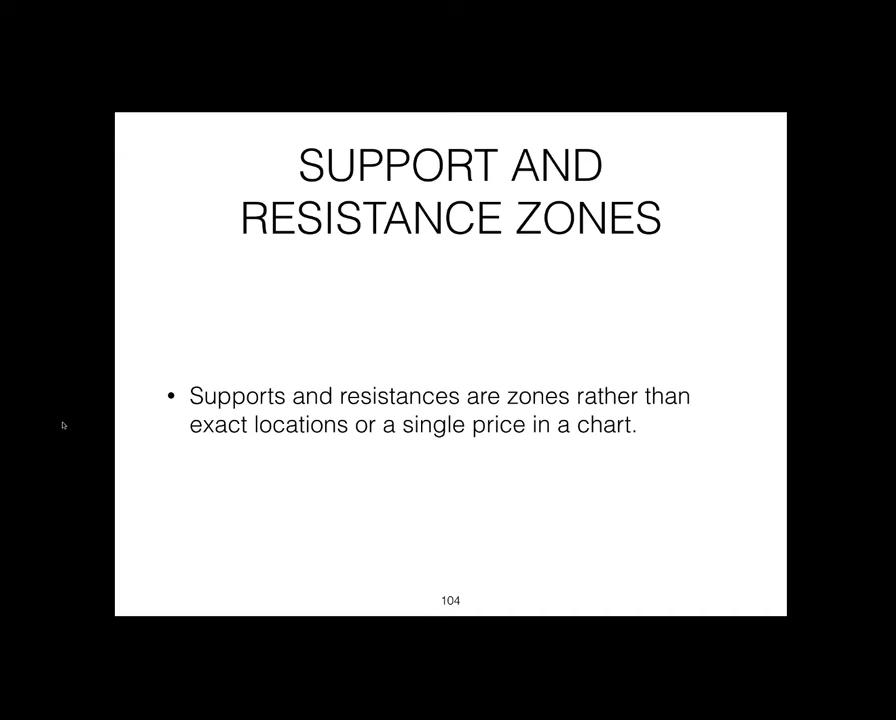 SUPPORT AND
RESISTANCE ZONES
• Supports and resistances are zones rather than
exact locations or a single price in a chart.
104